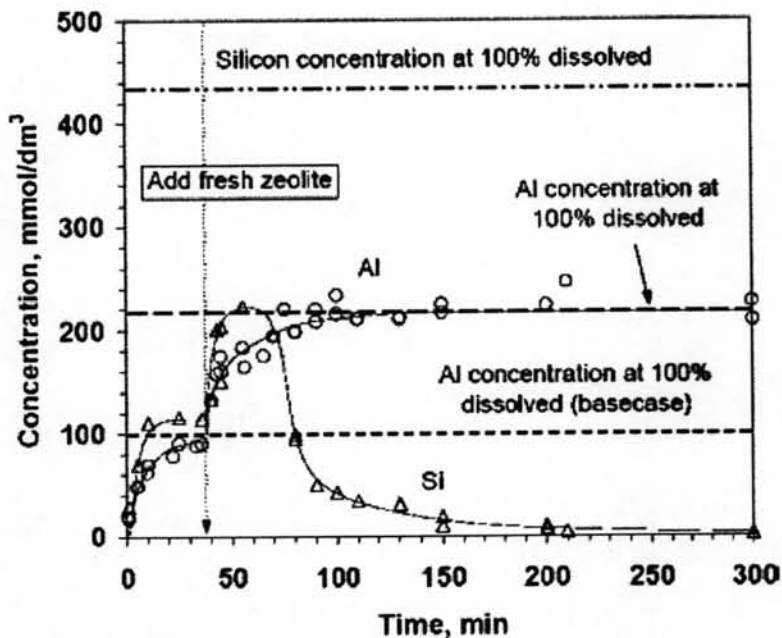 500
400
300
200
100
0
Concentration, mmol/dm³
Silicon concentration at 100% dissolved
Add fresh zeolite
Al concentration at
100% dissolved
Al
Al concentration at 100%
dissolved (basecase)
Si
0 50 100 150 200 250 300
Time, min